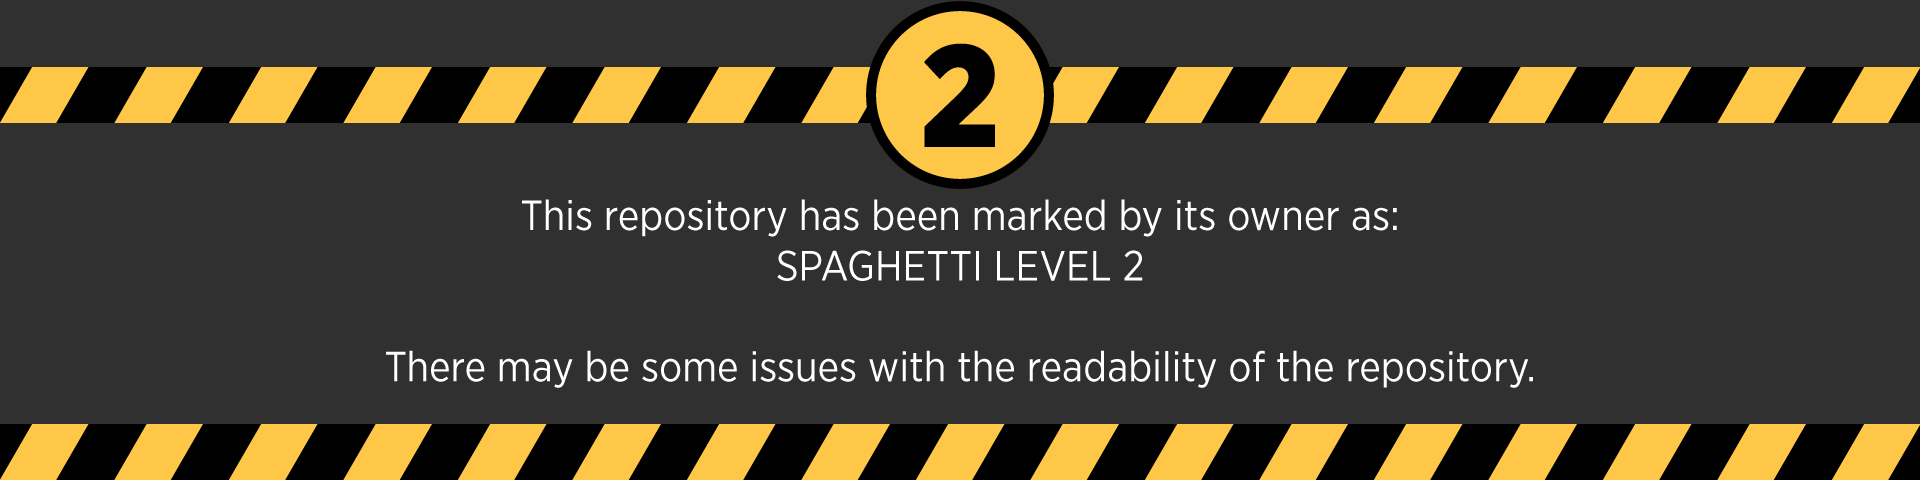 2
This repository has been marked by its owner as:
SPAGHETTI LEVEL 2
There may be some issues with the readability of the repository.